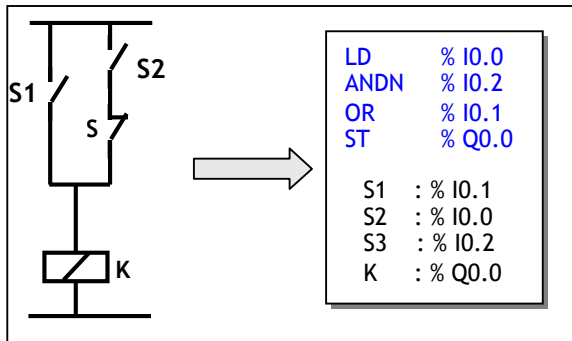 S1
S2
S
K
LD % I0.0
ANDN % I0.2
OR % I0.1
ST % Q0.0
S1 : % I0.1
S2 : % I0.0
S3 : % I0.2
K : % Q0.0